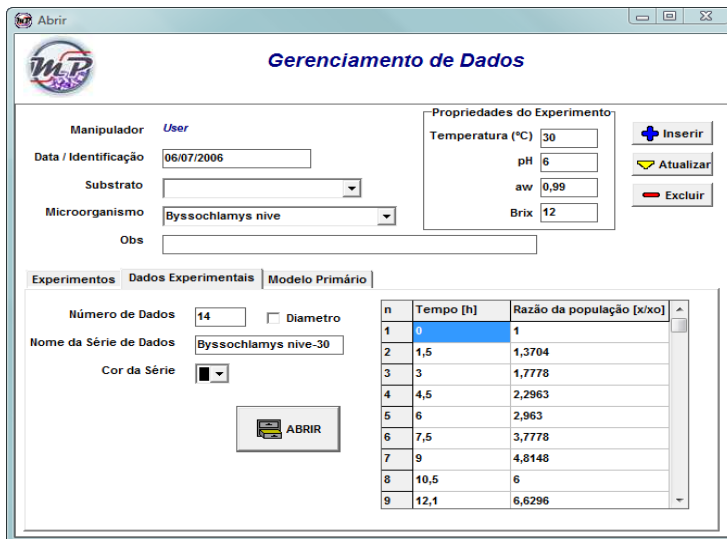 Abrir
MP
Gerenciamento de Dados
Manipulador User
Data / Identificação 06/07/2006
Substrato
Microorganismo Byssochlamys nive
Obs
Propriedades do Experimento
Temperatura (ºC) 30
pH 6
aw 0,99
Brix 12
Inserir
Atualizar
Excluir
Experimentos Dados Experimentais Modelo Primário
Número de Dados 14 Diametro
Nome da Série de Dados Byssochlamys nive-30
Cor da Série
ABRIR
n Tempo [h] Razão da população [x/xo]
1 0 1
2 1,5 1,3704
3 3 1,7778
4 4,5 2,2963
5 6 2,963
6 7,5 3,7778
7 9 4,8148
8 10,5 6
9 12,1 6,6296